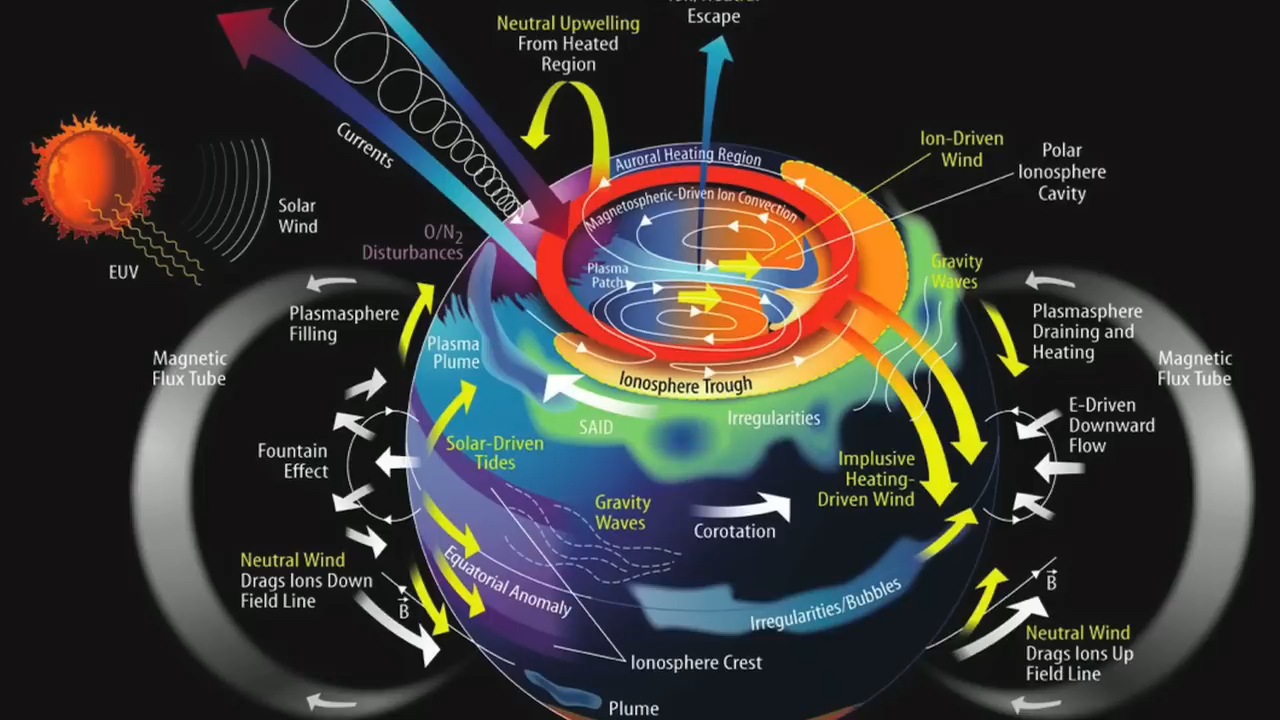 Escape
Neutral Upwelling
From Heated
Region
Currents
Solar
Wind
EUV
Auroral Heating Region
Magnetospheric-Driven Ion Convection
Ion-Driven
Wind
Polar
Ionosphere
Cavity
O/N2
Disturbances
Plasma
Patch
Gravity
Waves
Plasmasphere
Filling
Plasmasphere
Draining and
Heating
Magnetic
Flux Tube
Plasma
Plume
Magnetic
Flux Tube
Ionosphere Trough
SAID
Irregularities
E-Driven
Downward
Flow
Fountain
Effect
Solar-Driven
Tides
Implusive
Heating-
Driven Wind
Gravity
Waves
Corotation
Neutral Wind
Drags Ions Down
Field Line
B
Equatorial Anomaly
Irregularities/Bubbles
B
Neutral Wind
Drags Ions Up
Field Line
Ionosphere Crest
Plume